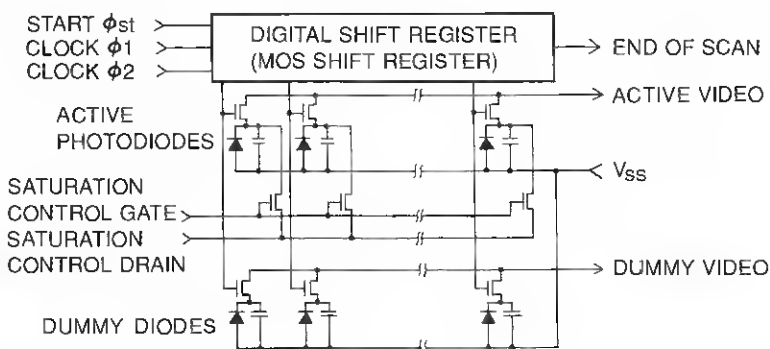 START ϕst
CLOCK ϕ1
CLOCK ϕ2
DIGITAL SHIFT REGISTER
(MOS SHIFT REGISTER)
END OF SCAN
ACTIVE VIDEO
ACTIVE
PHOTODIODES
VSS
SATURATION
CONTROL GATE
SATURATION
CONTROL DRAIN
DUMMY VIDEO
DUMMY DIODES